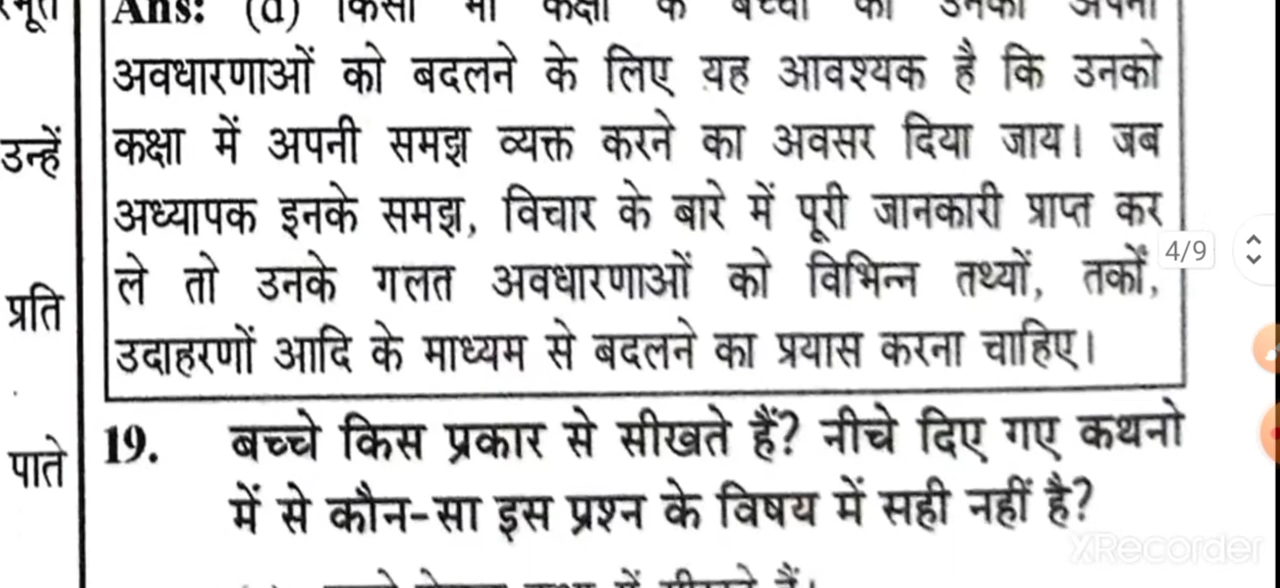 Ans: (d) किसी भी कक्षा के बच्चों को उनकी अपनी
अवधारणाओं को बदलने के लिए यह आवश्यक है कि उनको
उन्हें
कक्षा में अपनी समझ व्यक्त करने का अवसर दिया जाय। जब
अध्यापक इनके समझ, विचार के बारे में पूरी जानकारी प्राप्त कर
4/9
ले तो उनके गलत अवधारणाओं को विभिन्न तथ्यों, तर्कों,
प्रति
उदाहरणों आदि के माध्यम से बदलने का प्रयास करना चाहिए।
19. बच्चे किस प्रकार से सीखते हैं? नीचे दिए गए कथनो
पाते
में से कौन-सा इस प्रश्न के विषय में सही नहीं है?
XRecorder